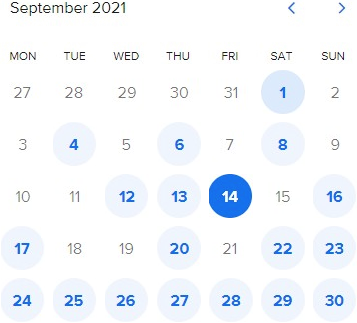 September 2021
MON TUE WED THU FRI SAT SUN
27 28 29 30 31 1 2
3 4 5 6 7 8 9
10 11 12 13 14 15 16
17 18 19 20 21 22 23
24 25 26 27 28 29 30